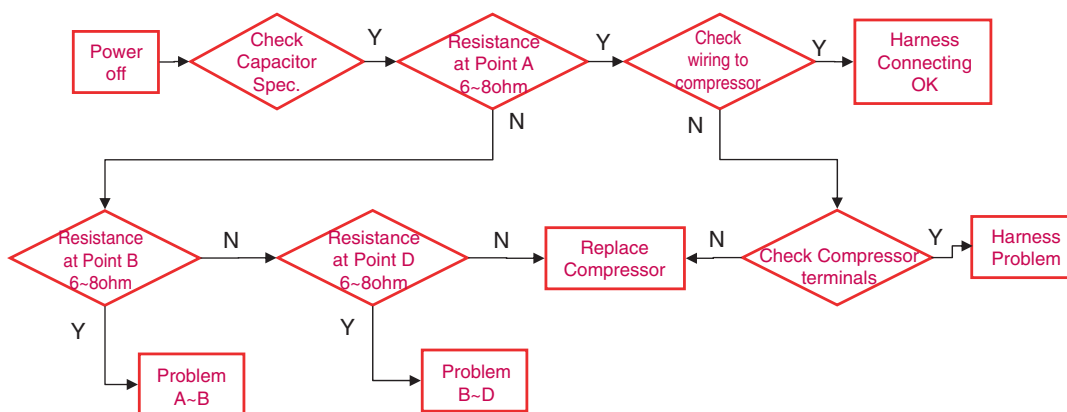 Power
off
Check
Capacitor
Spec.
Y
Resistance
at Point A
6~8ohm
Y
Check
wiring to
compressor
Y
Harness
Connecting
OK
N
N
Resistance
at Point B
6~8ohm
N
Resistance
at Point D
6~8ohm
N
Replace
Compressor
N
Check Compressor
terminals
Y
Harness
Problem
Y
Y
Problem
A~B
Problem
B~D